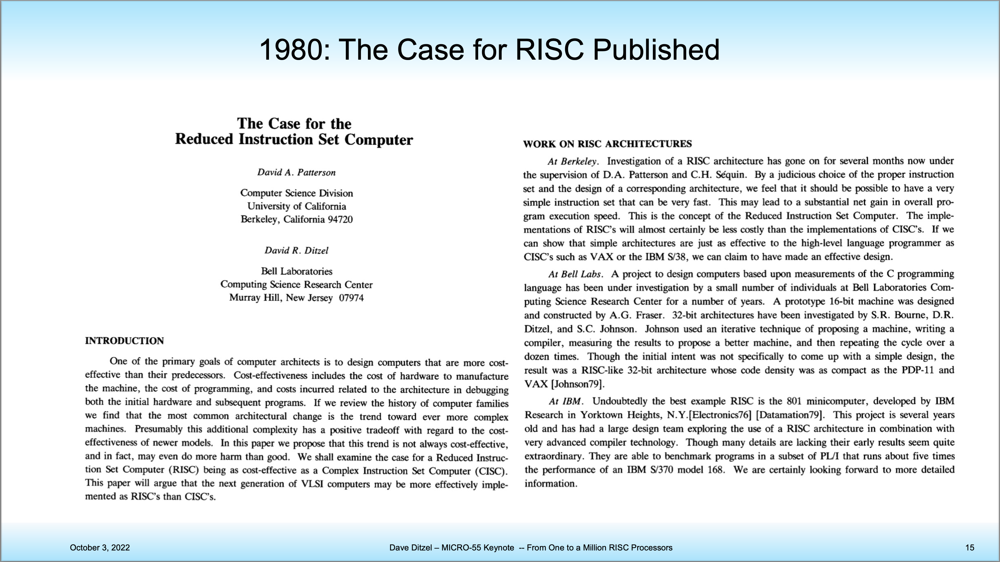 1980: The Case for RISC Published
The Case for the
Reduced Instruction Set Computer
David A. Patterson
Computer Science Division
University of California
Berkeley, California 94720
David R. Ditzel
Bell Laboratories
Computing Science Research Center
Murray Hill, New Jersey 07974
INTRODUCTION
One of the primary goals of computer architects is to design computers that are more cost-
effective than their predecessors. Cost-effectiveness includes the cost of hardware to manufacture
the machine, the cost of programming, and costs incurred related to the architecture in debugging
both the initial hardware and subsequent programs. If we review the history of computer families
we find that the most common architectural change is the trend toward ever more complex
machines. Presumably this additional complexity has a positive tradeoff with regard to the cost-
effectiveness of newer models. In this paper we propose that this trend is not always cost-effective,
and in fact, may even do more harm than good. We shall examine the case for a Reduced Instruc-
tion Set Computer (RISC) being as cost-effective as a Complex Instruction Set Computer (CISC).
This paper will argue that the next generation of VLSI computers may be more effectively imple-
mented as RISC's than CISC's.
WORK ON RISC ARCHITECTURES
At Berkeley. Investigation of a RISC architecture has gone on for several months now under
the supervision of D.A. Patterson and C.H. Séquin. By a judicious choice of the proper instruction
set and the design of a corresponding architecture, we feel that it should be possible to have a very
simple instruction set that can be very fast. This may lead to a substantial net gain in overall pro-
gram execution speed. This is the concept of the Reduced Instruction Set Computer. The imple-
mentations of RISC's will almost certainly be less costly than the implementations of CISC's. If we
can show that simple architectures are just as effective to the high-level language programmer as
CISC's such as VAX or the IBM S/38, we can claim to have made an effective design.
At Bell Labs. A project to design computers based upon measurements of the C programming
language has been under investigation by a small number of individuals at Bell Laboratories Com-
puting Science Research Center for a number of years. A prototype 16-bit machine was designed
and constructed by A.G. Fraser. 32-bit architectures have been investigated by S.R. Bourne, D.R.
Ditzel, and S.C. Johnson. Johnson used an iterative technique of proposing a machine, writing a
compiler, measuring the results to propose a better machine, and then repeating the cycle over a
dozen times. Though the initial intent was not specifically to come up with a simple design, the
result was a RISC-like 32-bit architecture whose code density was as compact as the PDP-11 and
VAX [Johnson79].
At IBM. Undoubtedly the best example RISC is the 801 minicomputer, developed by IBM
Research in Yorktown Heights, N.Y.[Electronics76] [Datamation79]. This project is several years
old and has had a large design team exploring the use of a RISC architecture in combination with
very advanced compiler technology. Though many details are lacking their early results seem quite
extraordinary. They are able to benchmark programs in a subset of PL/I that runs about five times
the performance of an IBM S/370 model 168. We are certainly looking forward to more detailed
information.
October 3, 2022
Dave Ditzel – MICRO-55 Keynote -- From One to a Million RISC Processors
15